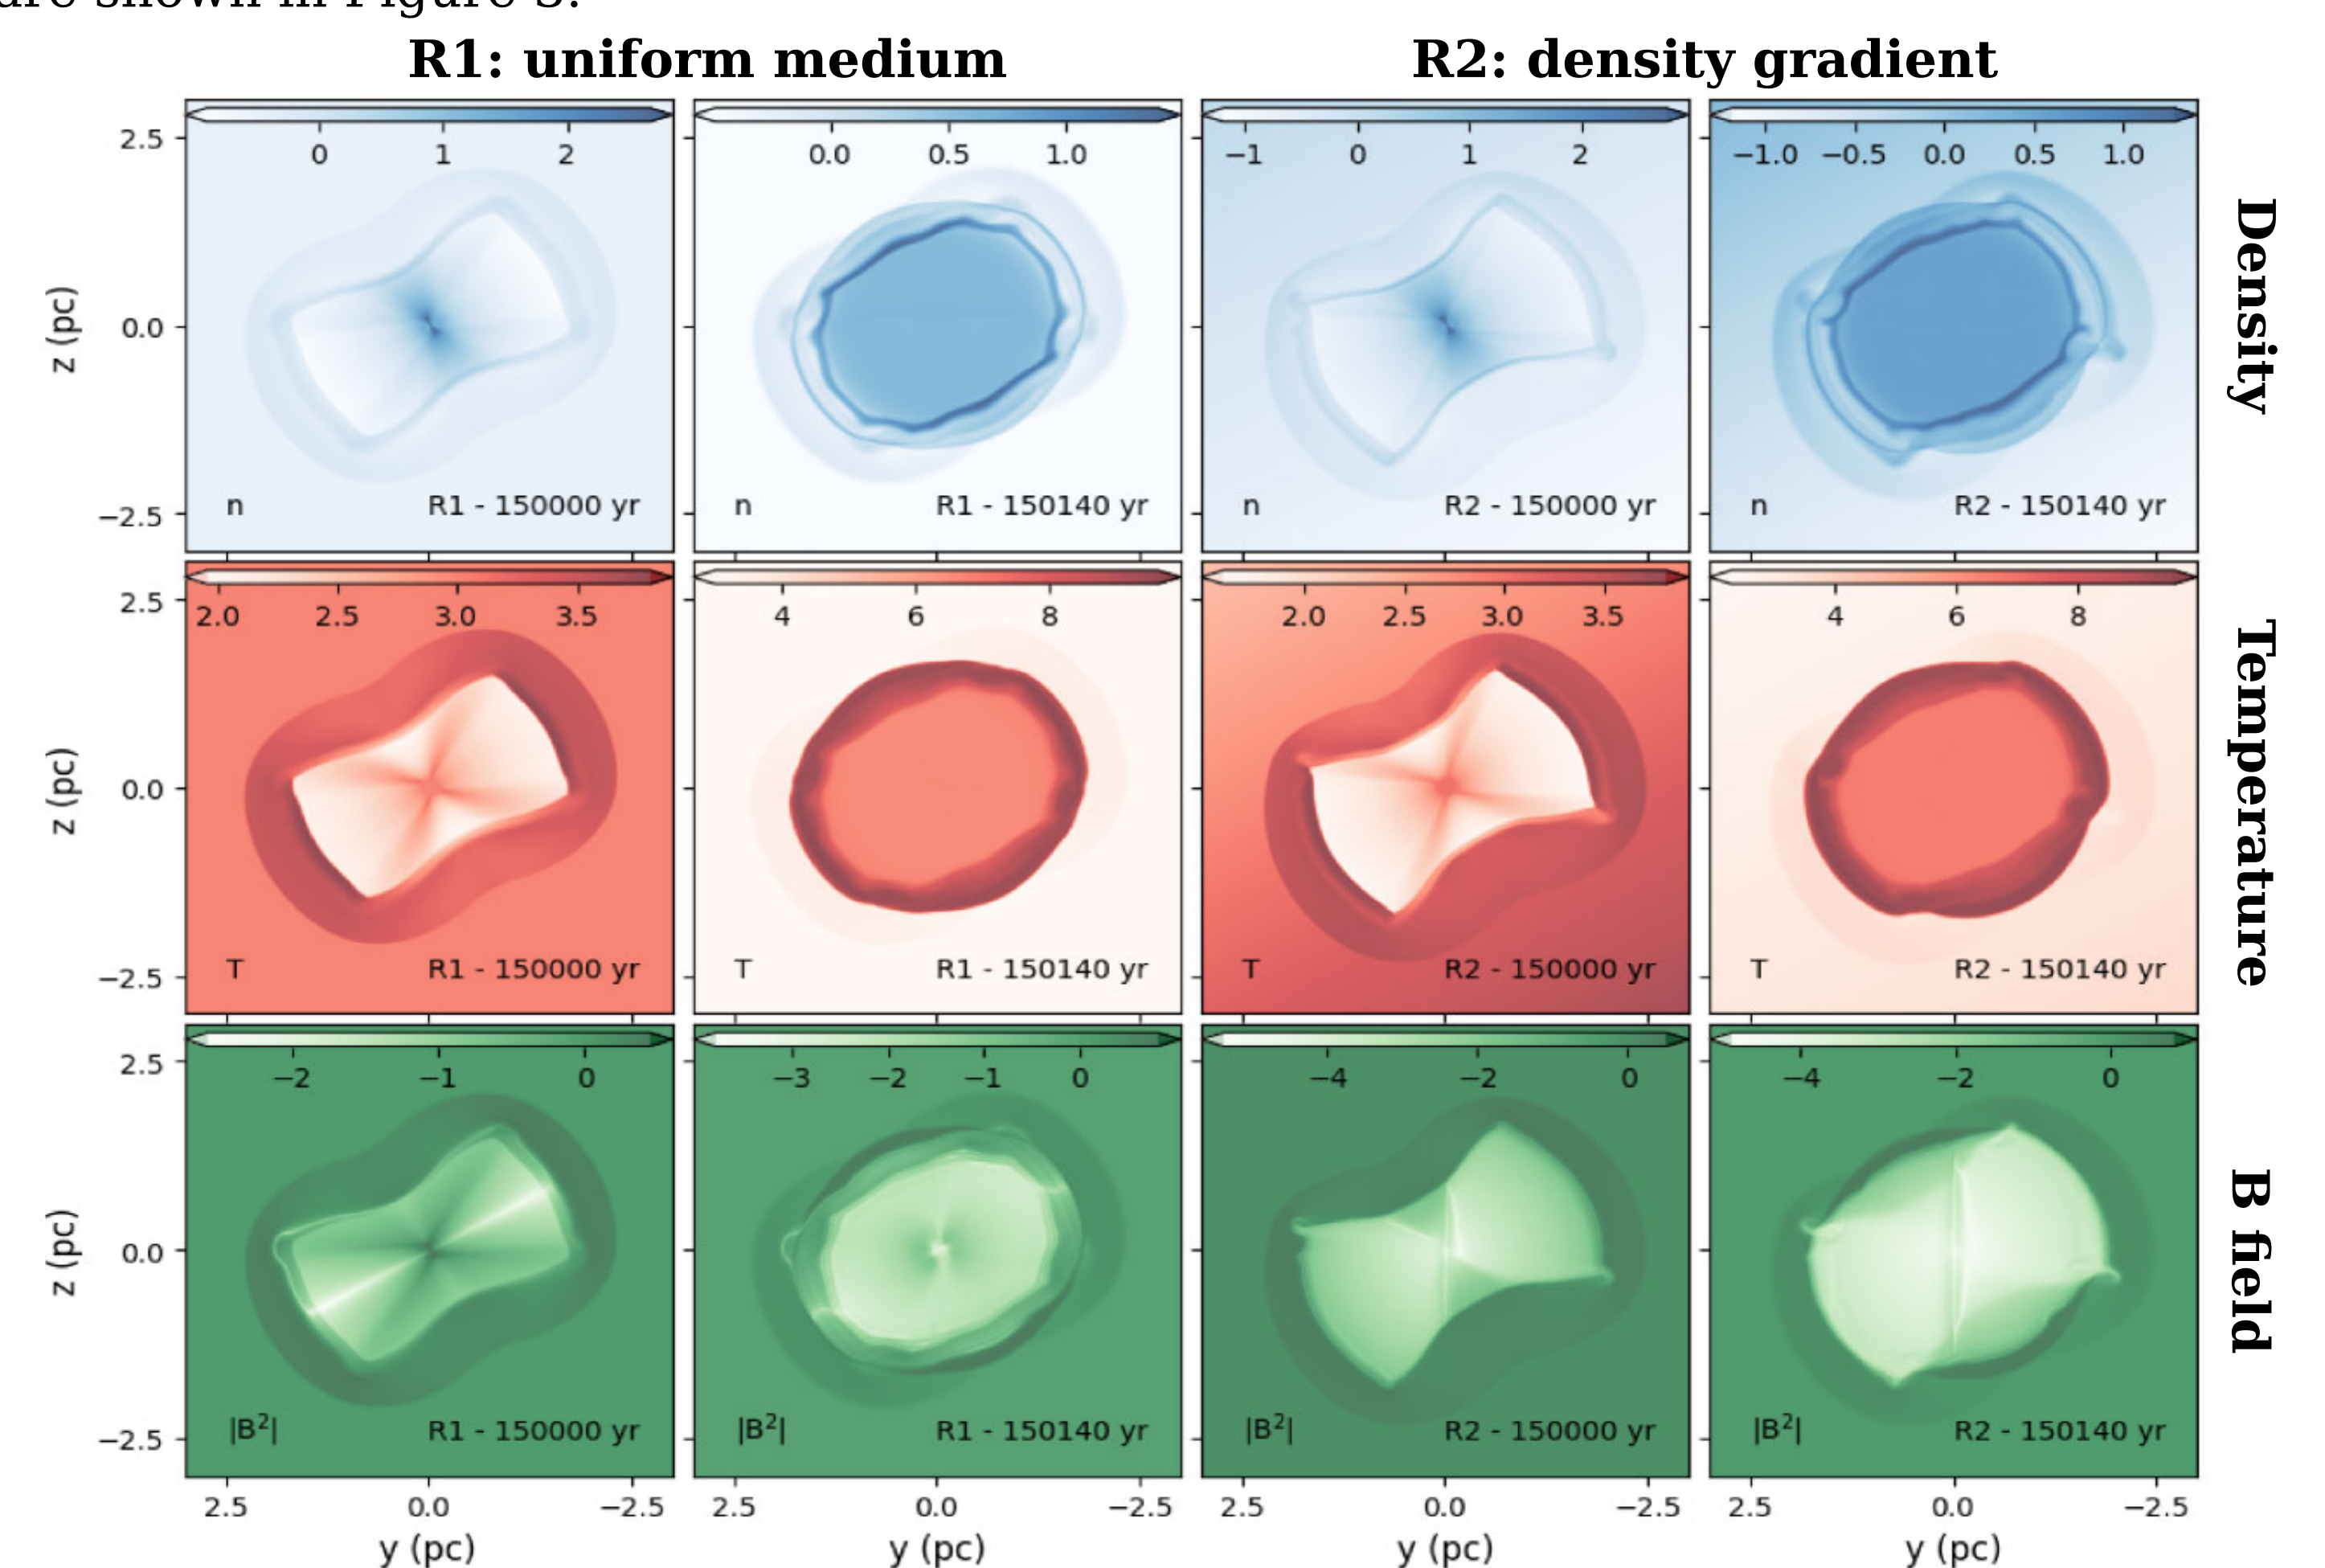 are shown in Figure 3.
R1: uniform medium
R2: density gradient
2.5
0.0
−2.5
z (pc)
0 1 2
n R1 - 150000 yr
0.0 0.5 1.0
n R1 - 150140 yr
−1 0 1 2
n R2 - 150000 yr
−1.0 −0.5 0.0 0.5 1.0
n R2 - 150140 yr
Density
2.5
0.0
−2.5
z (pc)
2.0 2.5 3.0 3.5
T R1 - 150000 yr
4 6 8
T R1 - 150140 yr
2.0 2.5 3.0 3.5
T R2 - 150000 yr
4 6 8
T R2 - 150140 yr
Temperature
2.5
0.0
−2.5
z (pc)
−2 −1 0
|B²| R1 - 150000 yr
−3 −2 −1 0
|B²| R1 - 150140 yr
−4 −2 0
|B²| R2 - 150000 yr
−4 −2 0
|B²| R2 - 150140 yr
B field
2.5 0.0 −2.5
y (pc)
2.5 0.0 −2.5
y (pc)
2.5 0.0 −2.5
y (pc)
2.5 0.0 −2.5
y (pc)